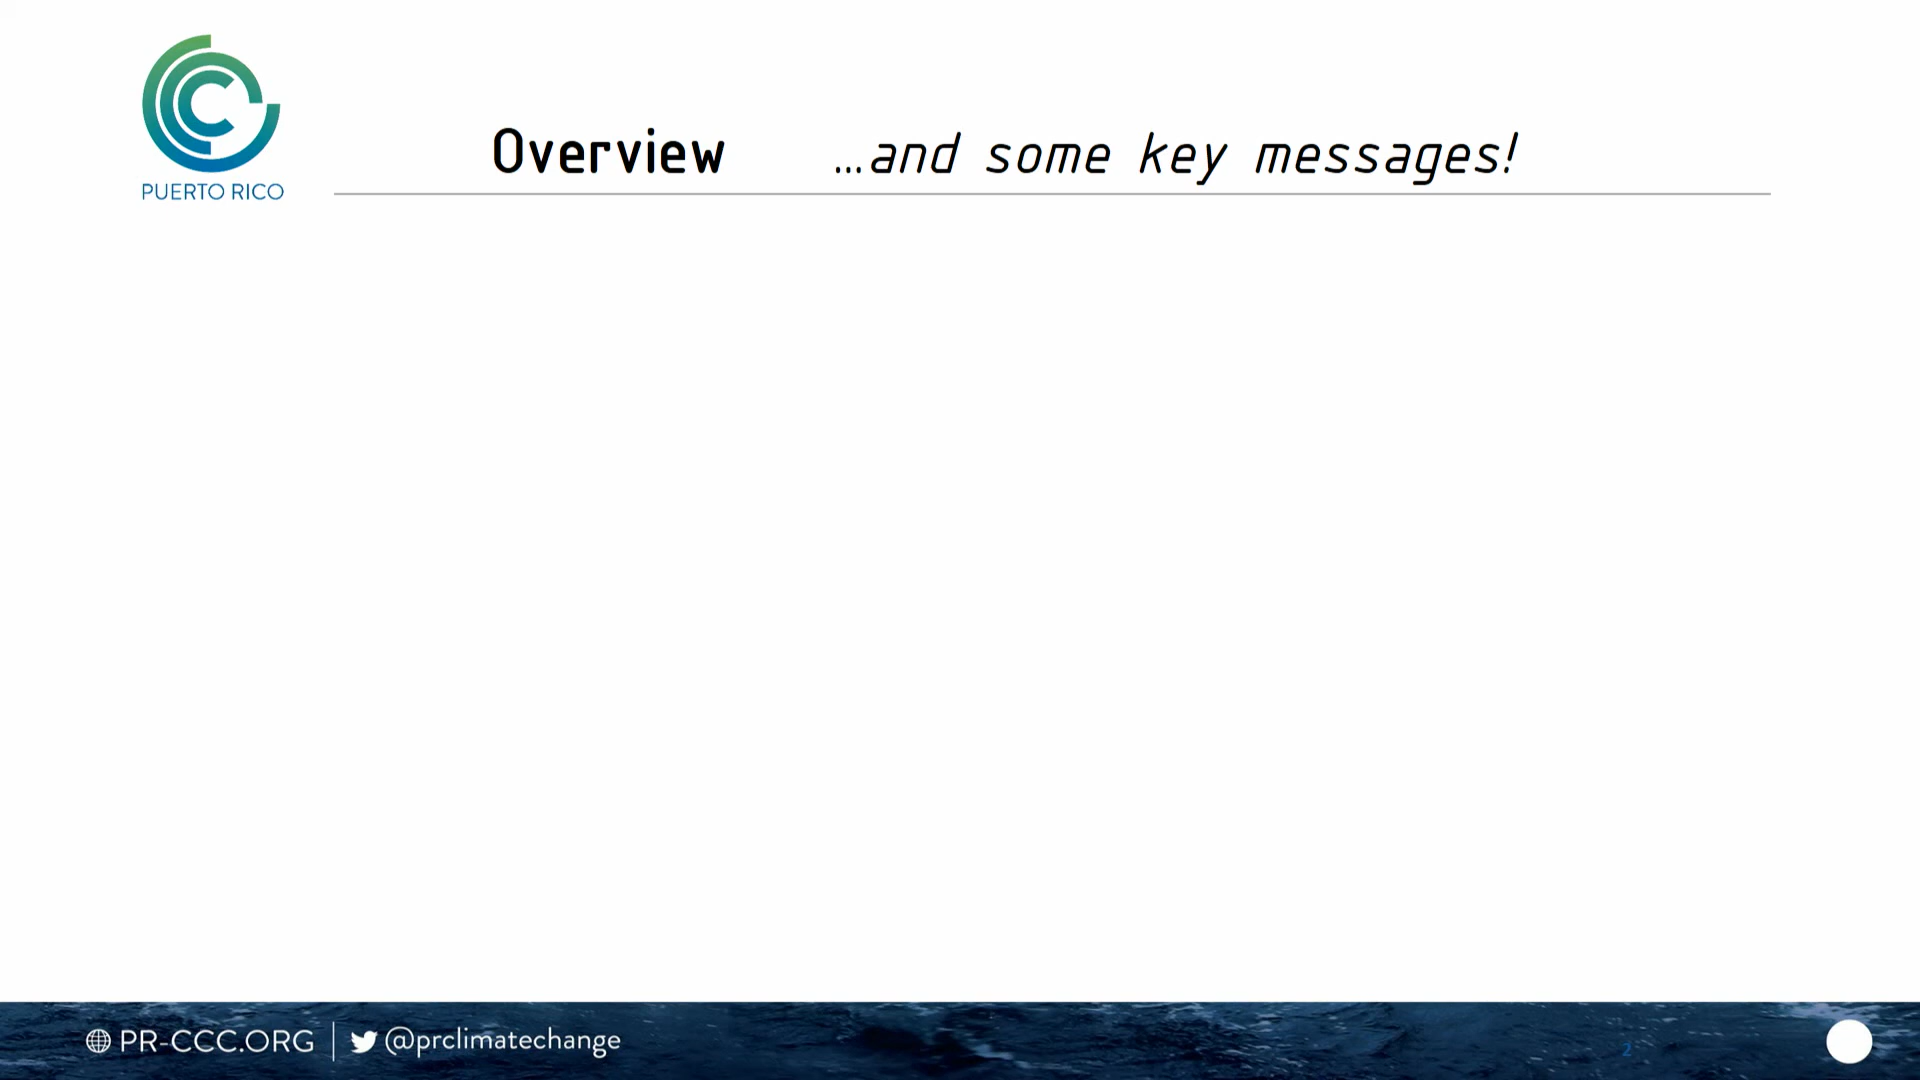 PUERTO RICO
Overview ...and some key messages!
PR-CCC.ORG | @prclimatechange
2